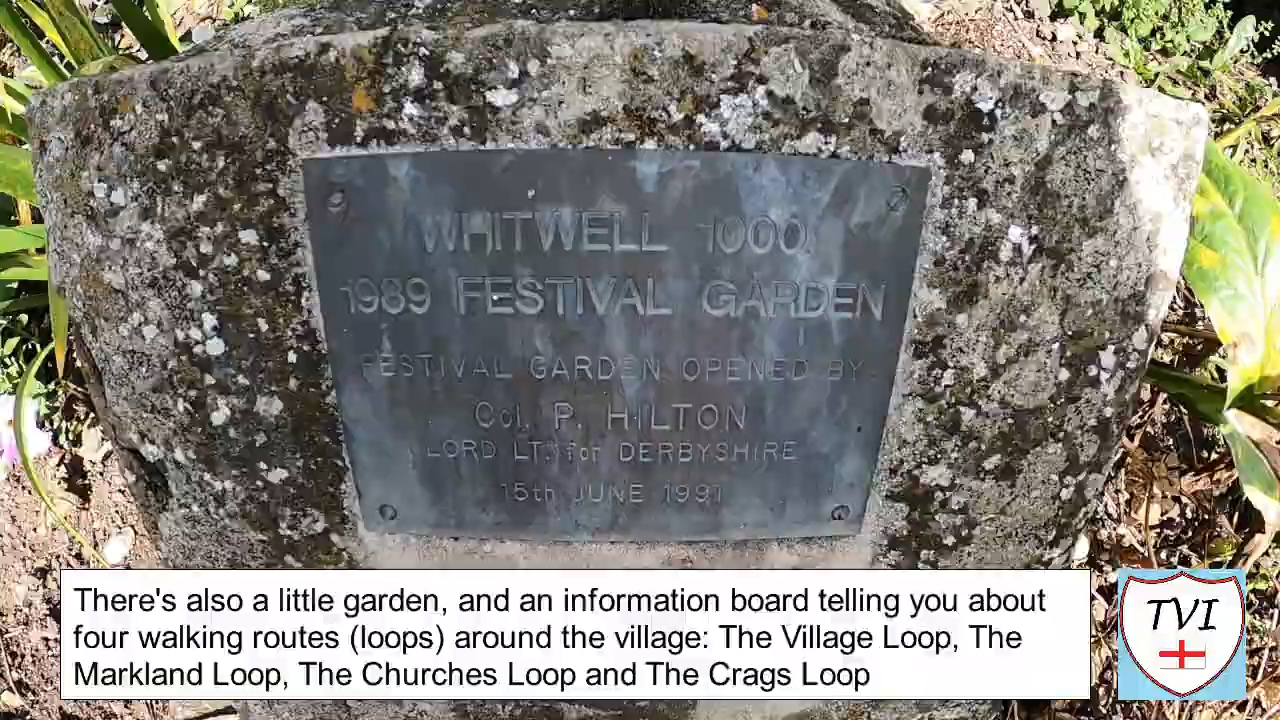 WHITWELL 1000
1989 FESTIVAL GARDEN
FESTIVAL GARDEN OPENED BY
Col. P. HILTON
LORD LT. for DERBYSHIRE
15th JUNE 1991
There's also a little garden, and an information board telling you about
four walking routes (loops) around the village: The Village Loop, The
Markland Loop, The Churches Loop and The Crags Loop
TVI